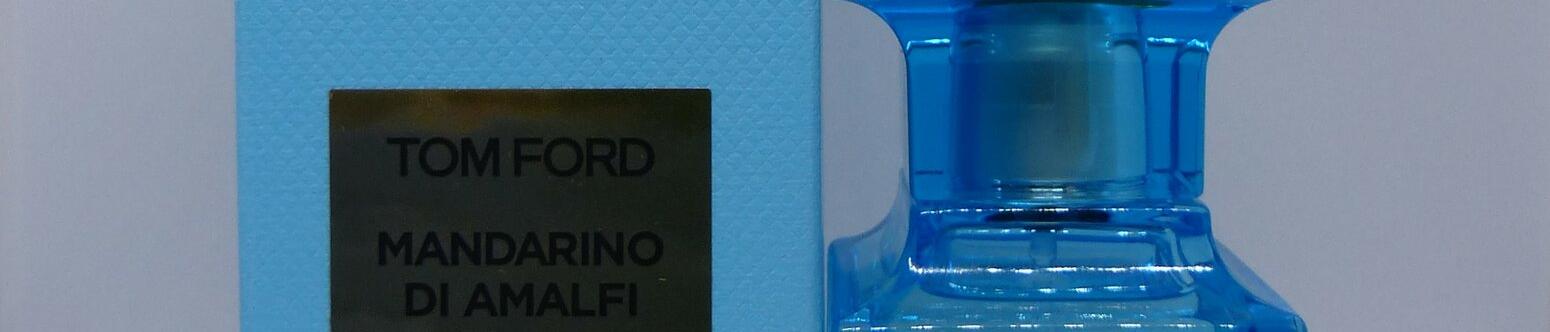 TOM FORD
MANDARINO
DI AMALFI